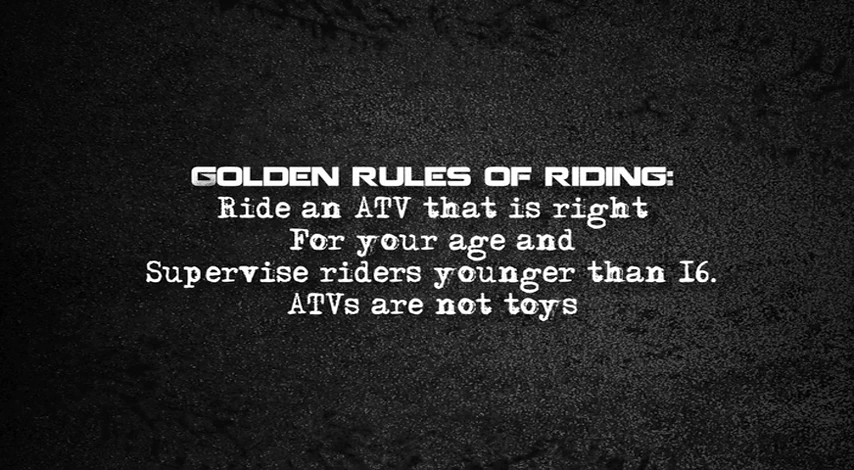 GOLDEN RULES OF RIDING:
Ride an ATV that is right
For your age and
Supervise riders younger than 16.
ATVs are not toys